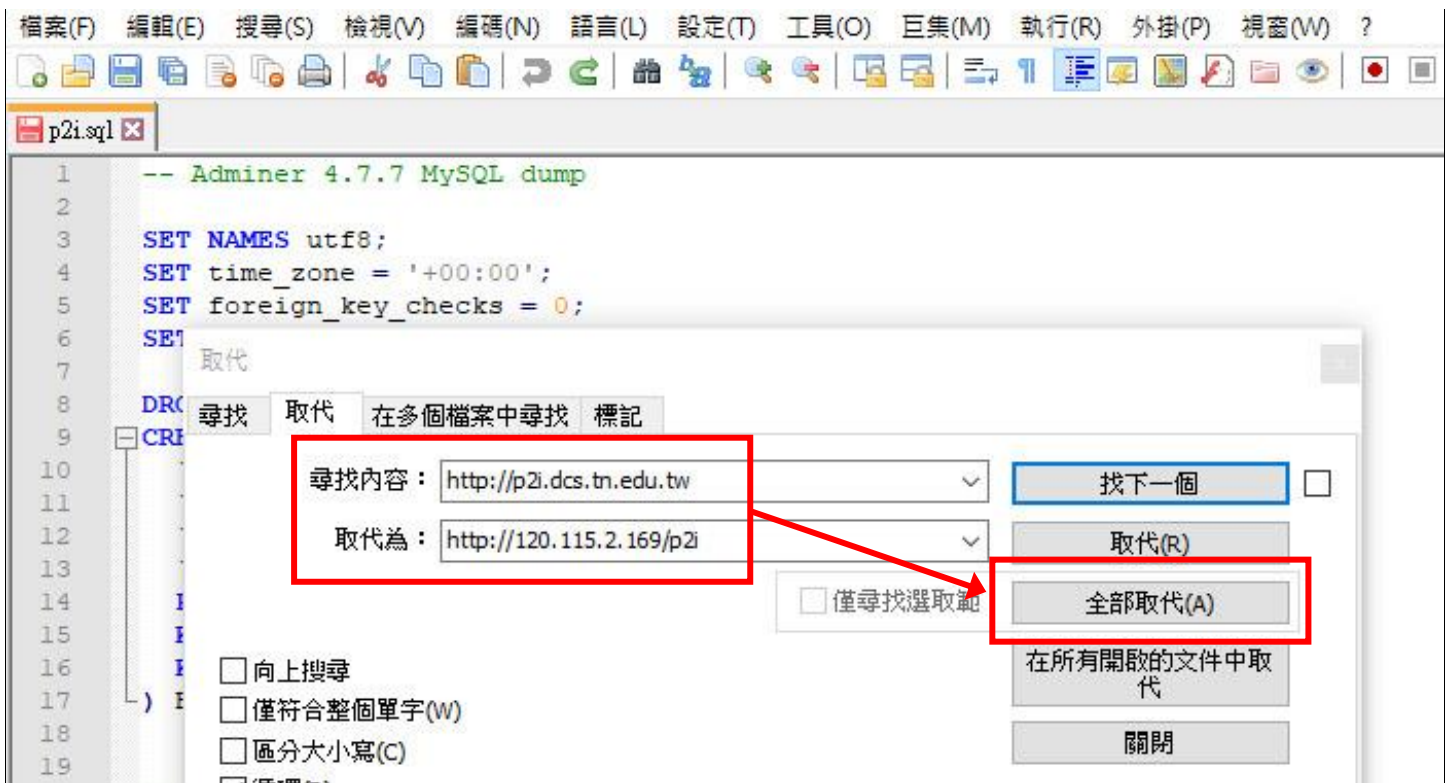 檔案(F) 編輯(E) 搜尋(S) 檢視(V) 編碼(N) 語言(L) 設定(T) 工具(O) 巨集(M) 執行(R) 外掛(P) 視窗(W) ?
p2i.sql
1 -- Adminer 4.7.7 MySQL dump
2
3 SET NAMES utf8;
4 SET time_zone = '+00:00';
5 SET foreign_key_checks = 0;
6 SET
7
8 DRO
9 CRE
10
11
12
13
14
15
16
17 )
18
19
取代
尋找 取代 在多個檔案中尋找 標記
尋找內容： http://p2i.dcs.tn.edu.tw 找下一個
取代為： http://120.115.2.169/p2i 取代(R)
僅尋找選取範 全部取代(A)
在所有開啟的文件中取代
向上搜尋
僅符合整個單字(W)
區分大小寫(C) 關閉